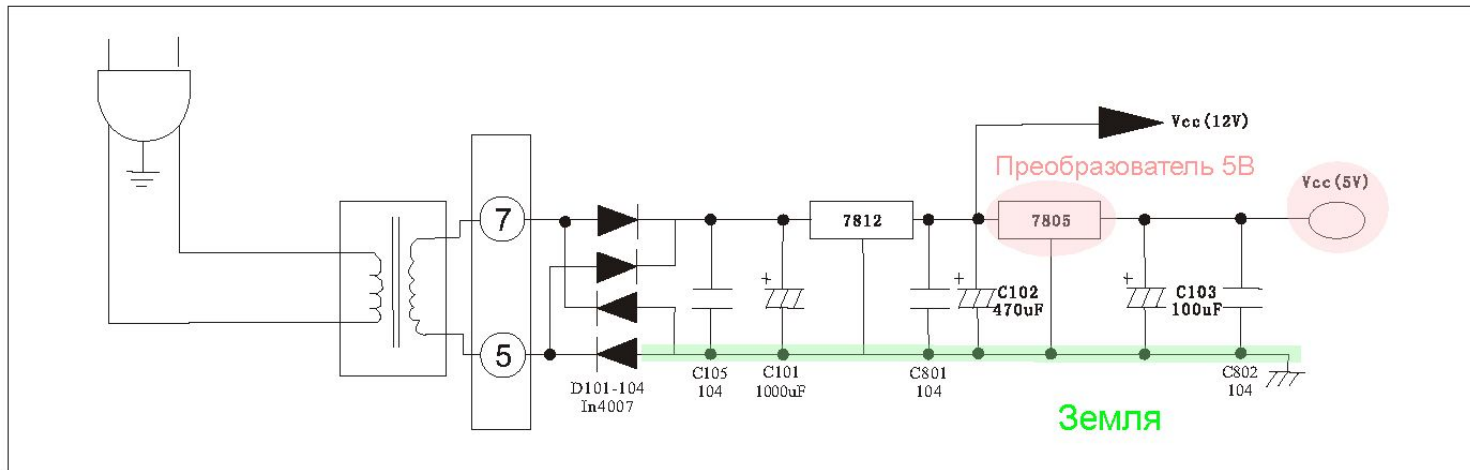 Vcc(12V)
Преобразователь 5В
Vcc(5V)
7
7812
7805
+
+
C102
470uF
+
C103
100uF
5
D101-104
In4007
C105
104
C101
1000uF
C801
104
C802
104
Земля